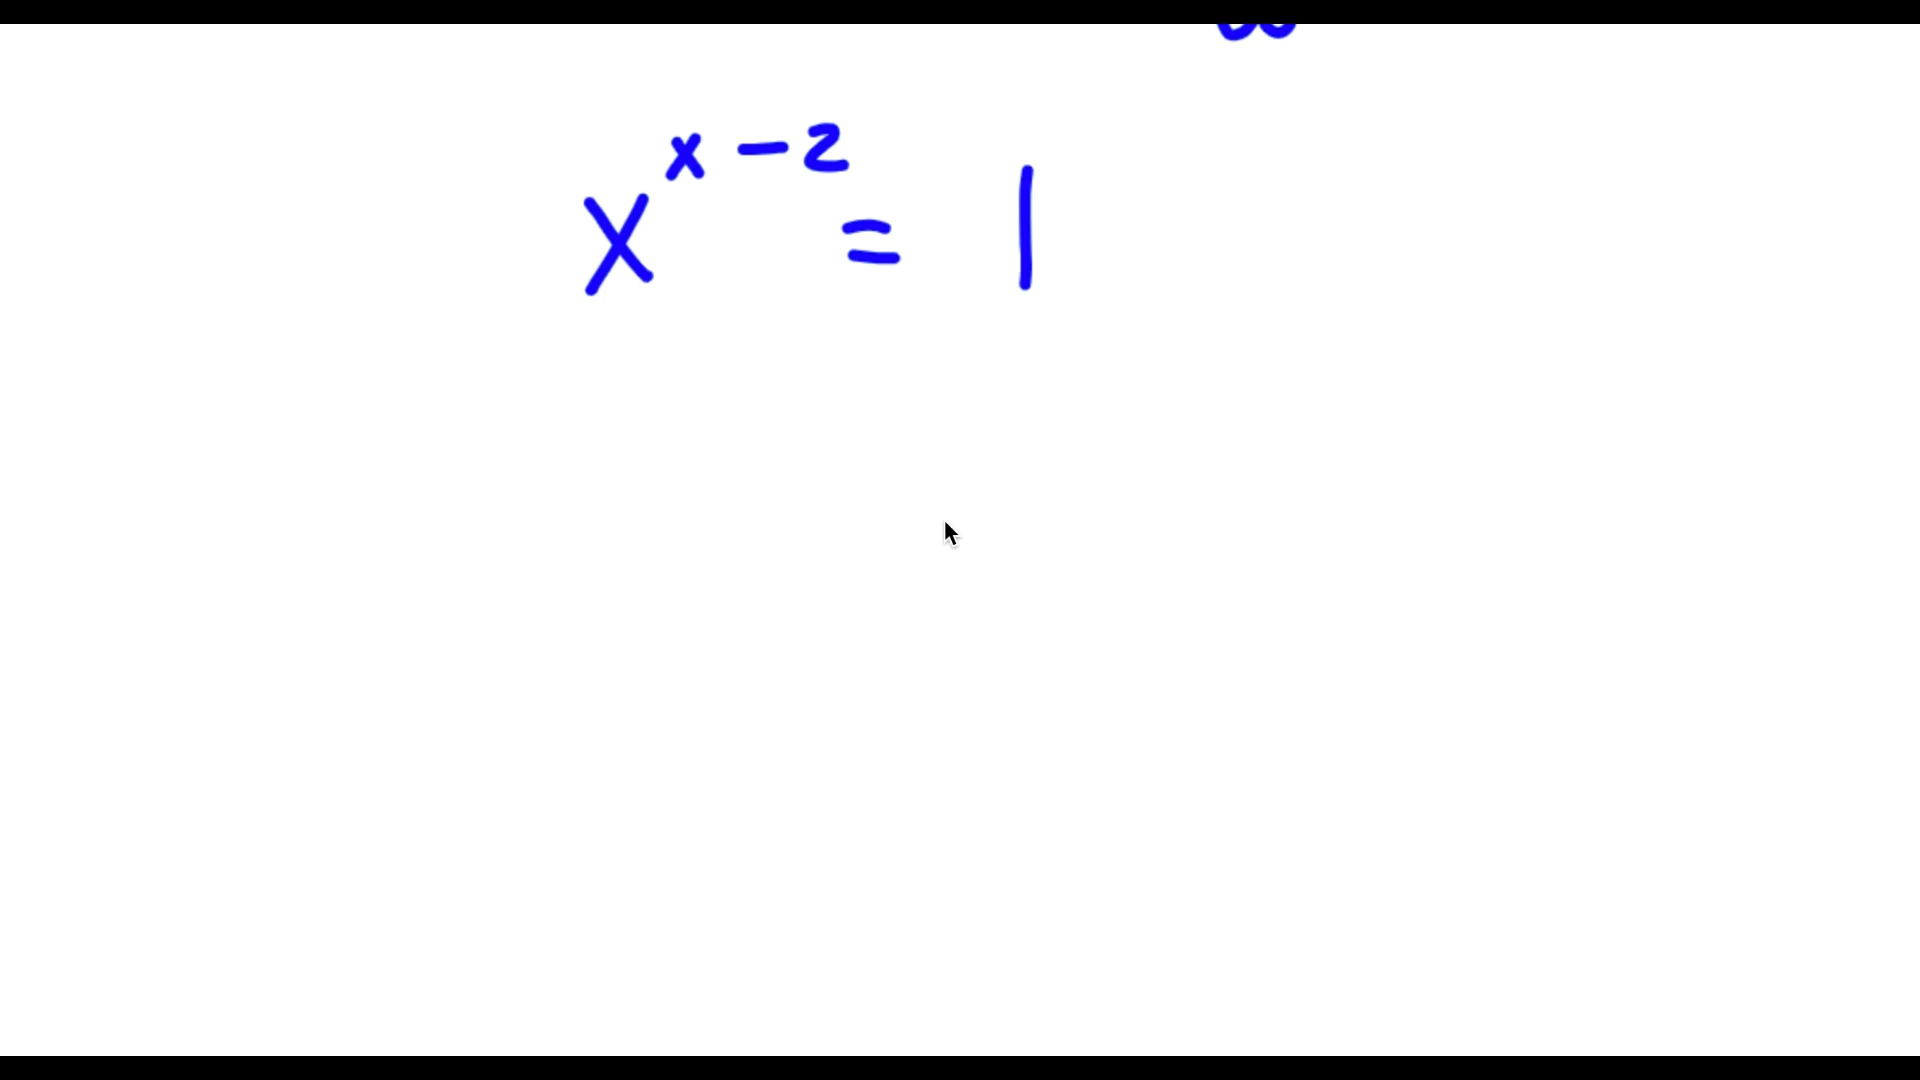 x^{x-2} = 1